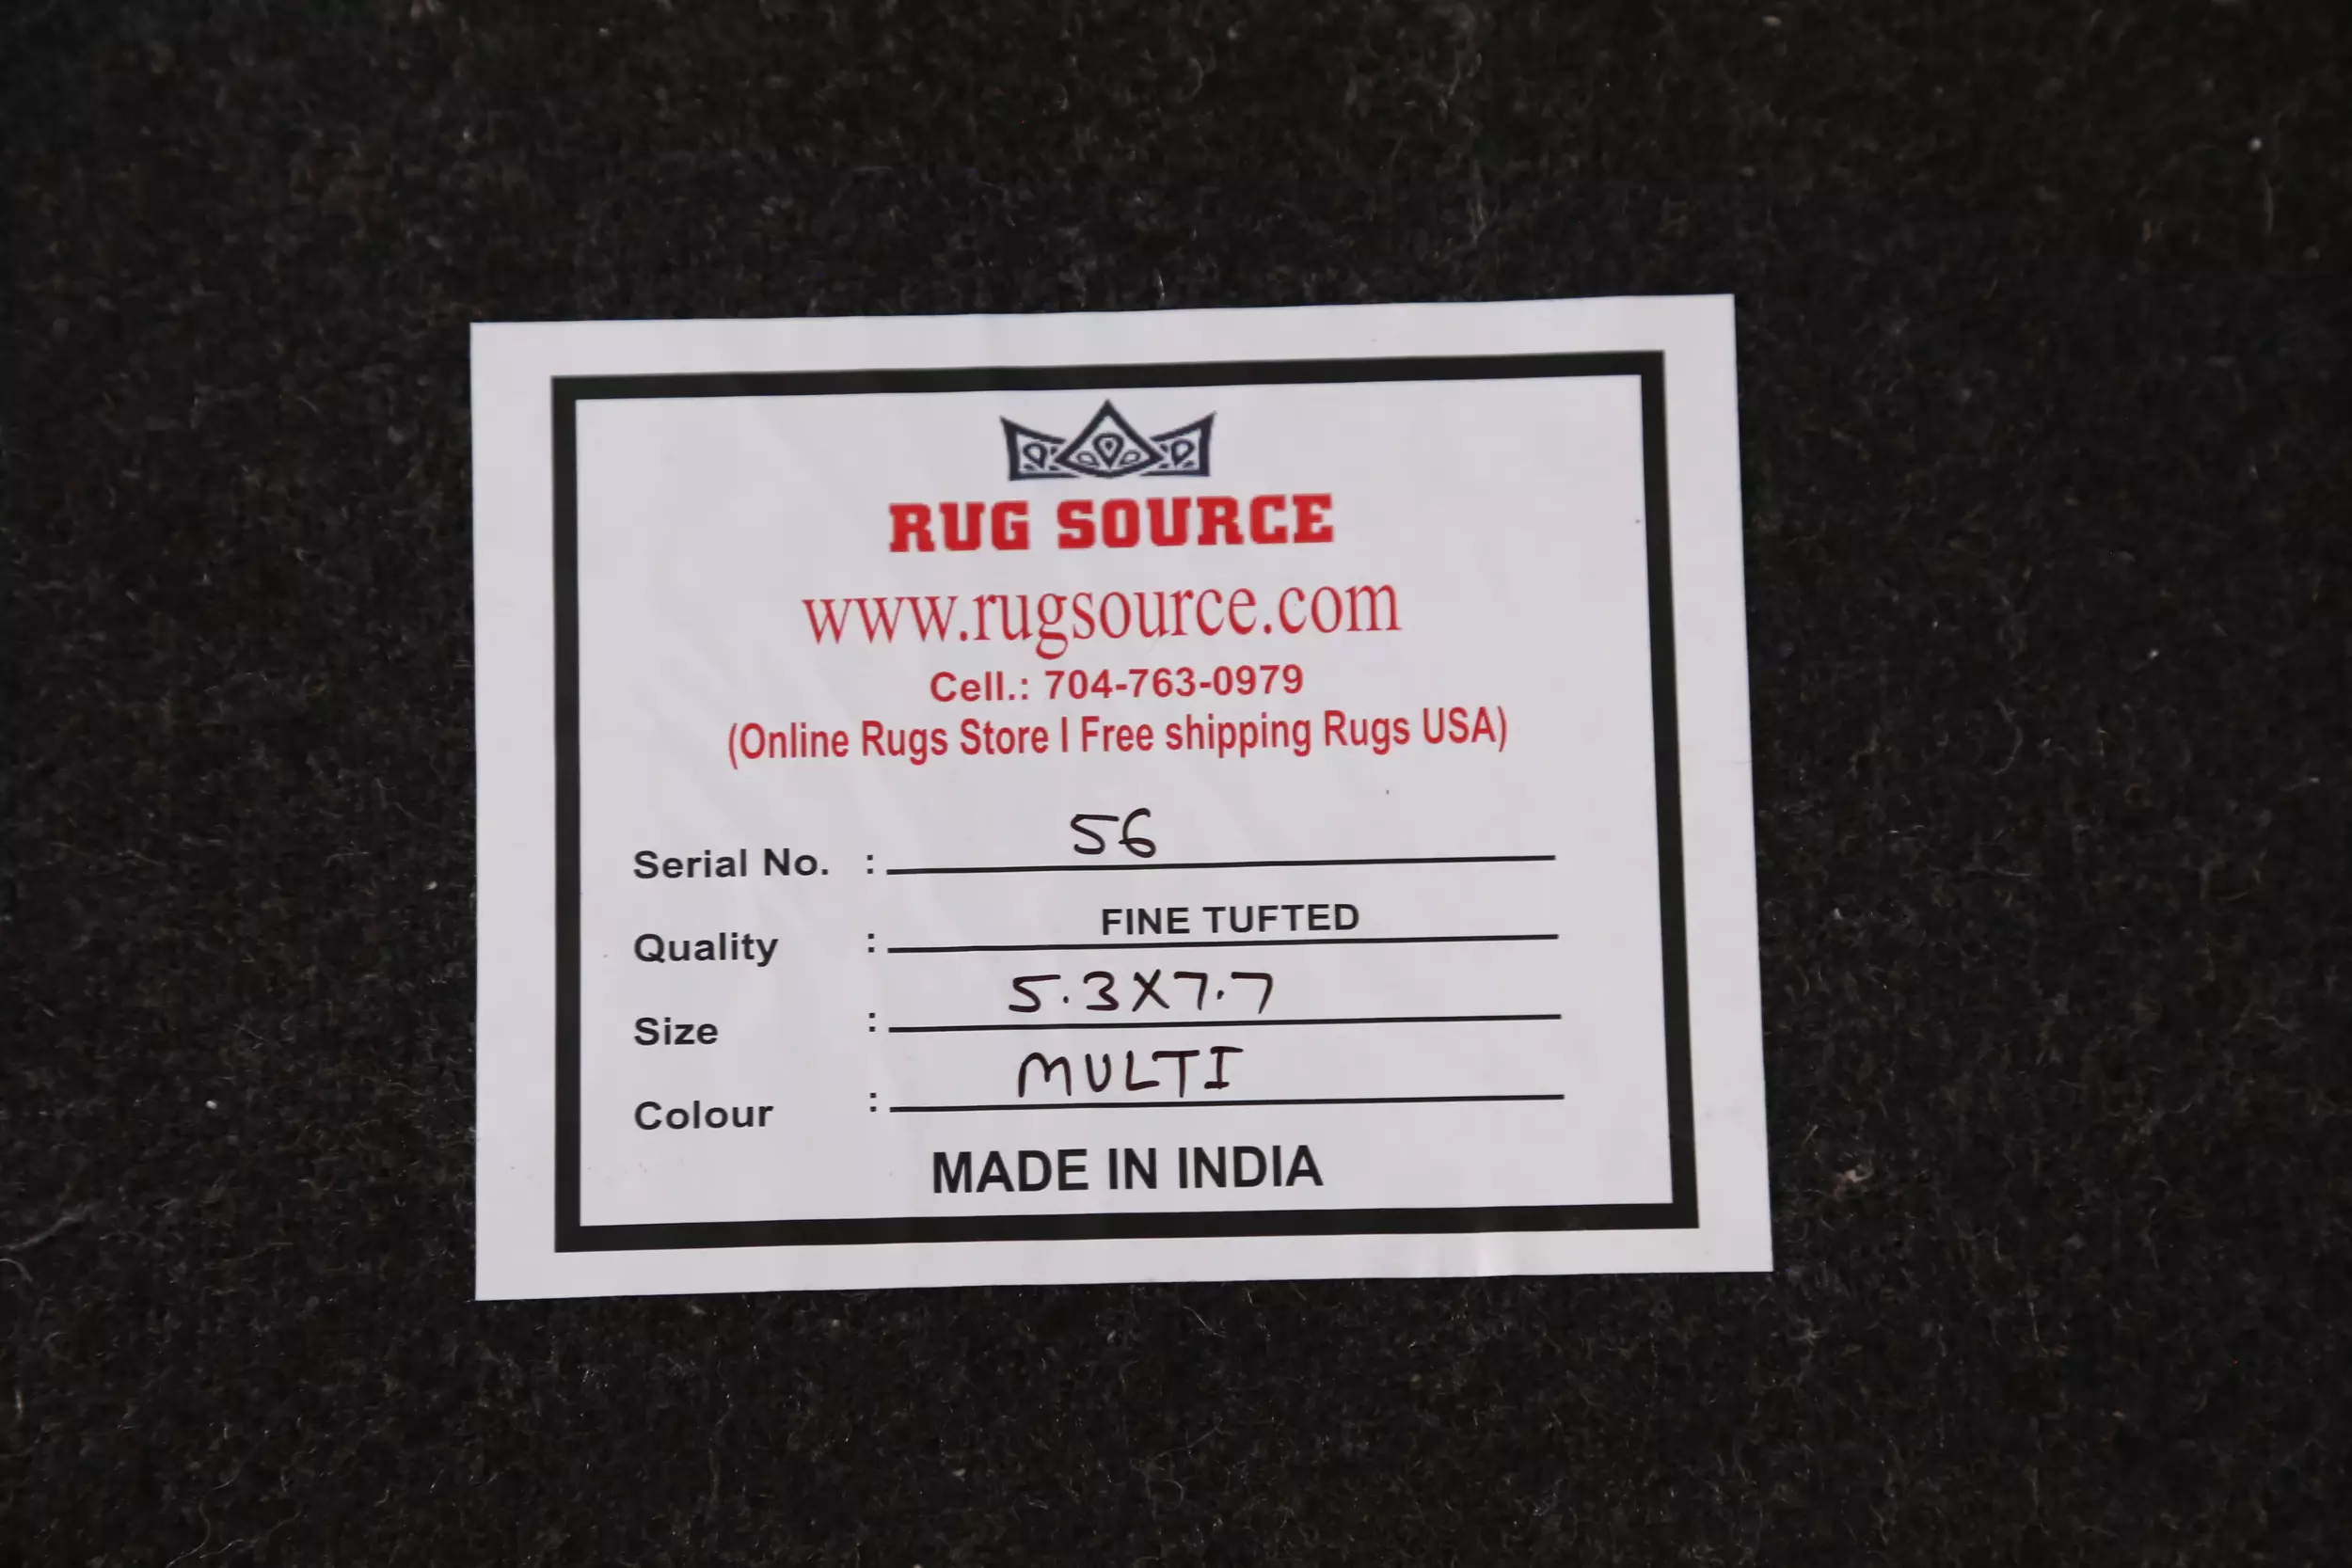 RUG SOURCE
www.rugsource.com
Cell.: 704-763-0979
(Online Rugs Store I Free shipping Rugs USA)
Serial No. : 56
Quality : FINE TUFTED
Size : 5.3X7.7
Colour : MULTI
MADE IN INDIA